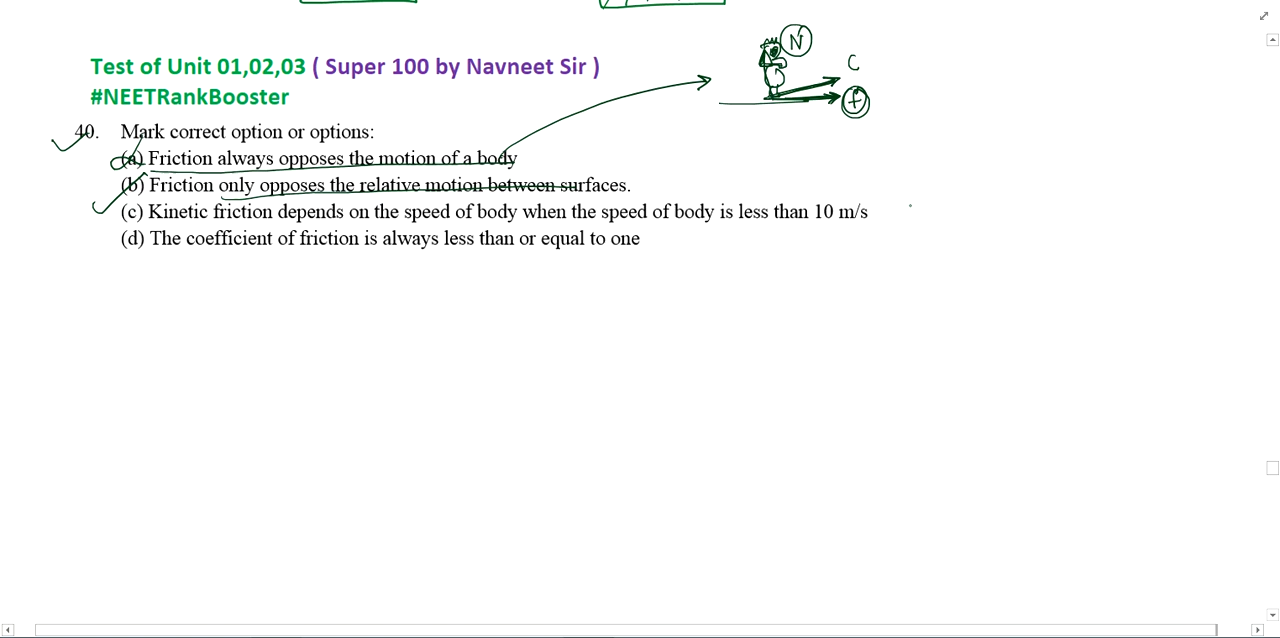 Test of Unit 01,02,03 ( Super 100 by Navneet Sir )
#NEETRankBooster
N
C
f
40. Mark correct option or options:
(a) Friction always opposes the motion of a body
(b) Friction only opposes the relative motion between surfaces.
(c) Kinetic friction depends on the speed of body when the speed of body is less than 10 m/s
(d) The coefficient of friction is always less than or equal to one